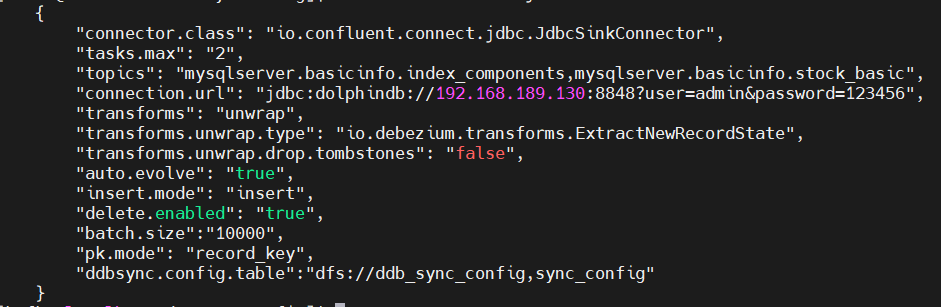 {
"connector.class": "io.confluent.connect.jdbc.JdbcSinkConnector",
"tasks.max": "2",
"topics": "mysqlserver.basicinfo.index_components,mysqlserver.basicinfo.stock_basic",
"connection.url": "jdbc:dolphindb://192.168.189.130:8848?user=admin&password=123456",
"transforms": "unwrap",
"transforms.unwrap.type": "io.debezium.transforms.ExtractNewRecordState",
"transforms.unwrap.drop.tombstones": "false",
"auto.evolve": "true",
"insert.mode": "insert",
"delete.enabled": "true",
"batch.size":"10000",
"pk.mode": "record_key",
"ddbsync.config.table":"dfs://ddb_sync_config,sync_config"
}